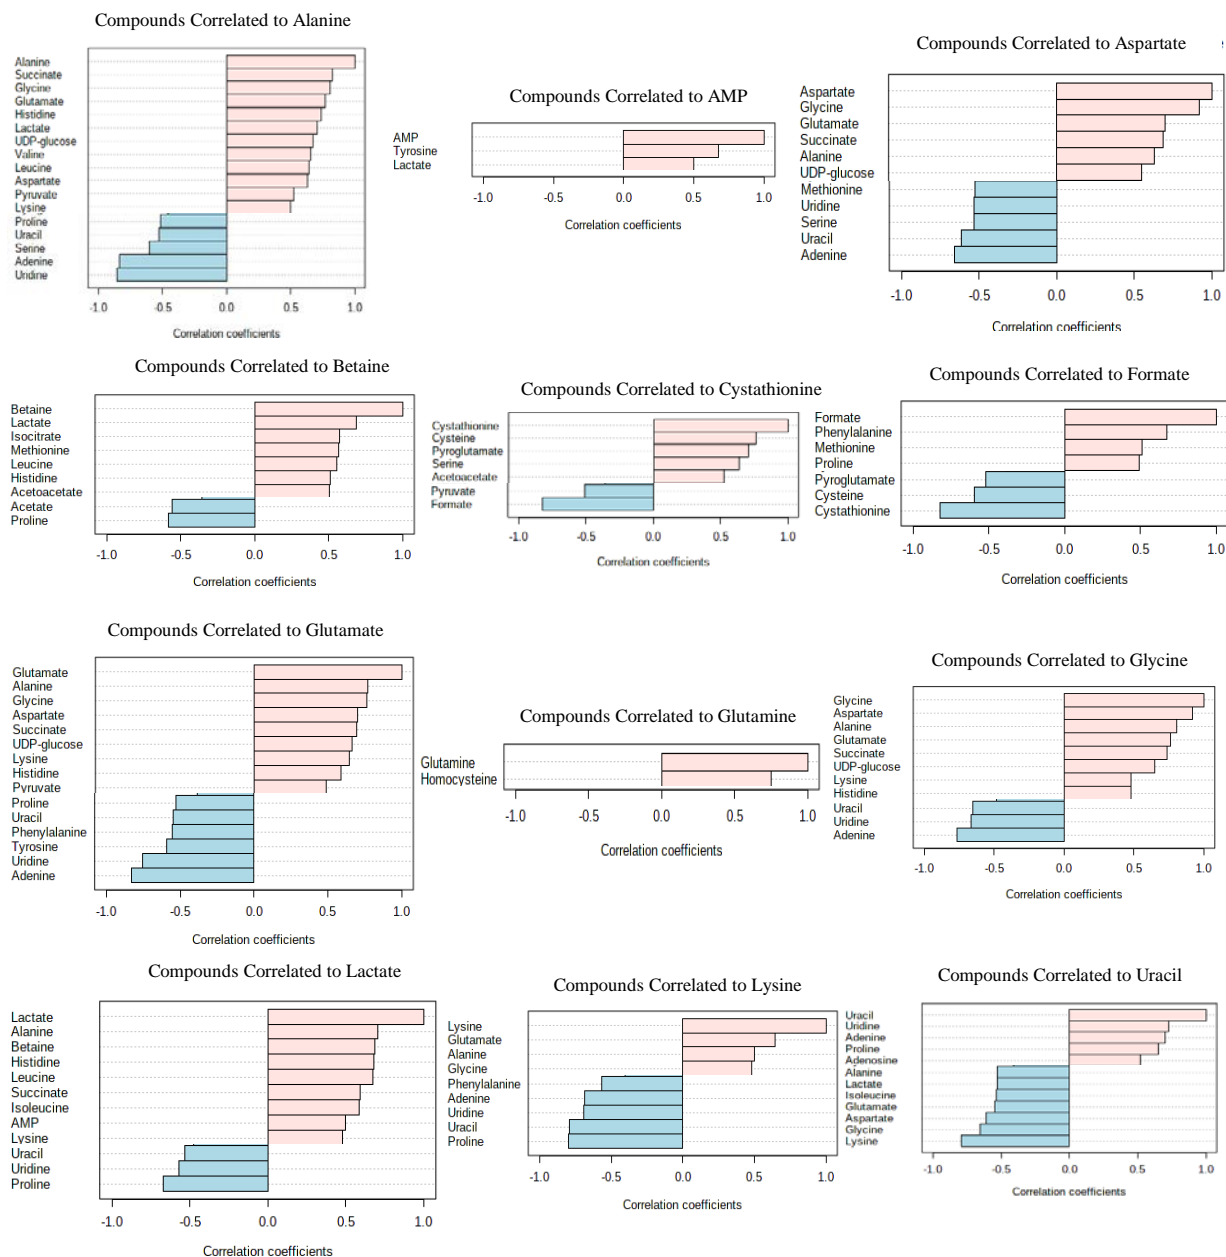 Compounds Correlated to Alanine
Alanine
Succinate
Glycine
Glutamate
Histidine
Lactate
UDP-glucose
Valine
Leucine
Aspartate
Pyruvate
Lysine
Proline
Uracil
Serine
Adenine
Uridine
-1.0 -0.5 0.0 0.5 1.0
Correlation coefficients
Compounds Correlated to AMP
AMP
Tyrosine
Lactate
-1.0 -0.5 0.0 0.5 1.0
Correlation coefficients
Compounds Correlated to Aspartate
Aspartate
Glycine
Glutamate
Succinate
Alanine
UDP-glucose
Methionine
Uridine
Serine
Uracil
Adenine
-1.0 -0.5 0.0 0.5 1.0
Correlation coefficients
Compounds Correlated to Betaine
Betaine
Lactate
Isocitrate
Methionine
Leucine
Histidine
Acetoacetate
Acetate
Proline
-1.0 -0.5 0.0 0.5 1.0
Correlation coefficients
Compounds Correlated to Cystathionine
Cystathionine
Cysteine
Pyroglutamate
Serine
Acetoacetate
Pyruvate
Formate
-1.0 -0.5 0.0 0.5 1.0
Correlation coefficients
Compounds Correlated to Formate
Formate
Phenylalanine
Methionine
Proline
Pyroglutamate
Cysteine
Cystathionine
-1.0 -0.5 0.0 0.5 1.0
Correlation coefficients
Compounds Correlated to Glutamate
Glutamate
Alanine
Glycine
Aspartate
Succinate
UDP-glucose
Lysine
Histidine
Pyruvate
Proline
Uracil
Phenylalanine
Tyrosine
Uridine
Adenine
-1.0 -0.5 0.0 0.5 1.0
Correlation coefficients
Compounds Correlated to Glutamine
Glutamine
Homocysteine
-1.0 -0.5 0.0 0.5 1.0
Correlation coefficients
Compounds Correlated to Glycine
Glycine
Aspartate
Alanine
Glutamate
Succinate
UDP-glucose
Lysine
Histidine
Uracil
Uridine
Adenine
-1.0 -0.5 0.0 0.5 1.0
Correlation coefficients
Compounds Correlated to Lactate
Lactate
Alanine
Betaine
Histidine
Leucine
Succinate
Isoleucine
AMP
Lysine
Uracil
Uridine
Proline
-1.0 -0.5 0.0 0.5 1.0
Correlation coefficients
Compounds Correlated to Lysine
Lysine
Glutamate
Alanine
Glycine
Phenylalanine
Adenine
Uridine
Uracil
Proline
-1.0 -0.5 0.0 0.5 1.0
Correlation coefficients
Compounds Correlated to Uracil
Uracil
Uridine
Adenine
Proline
Adenosine
Alanine
Lactate
Isoleucine
Glutamate
Aspartate
Glycine
Lysine
-1.0 -0.5 0.0 0.5 1.0
Correlation coefficients